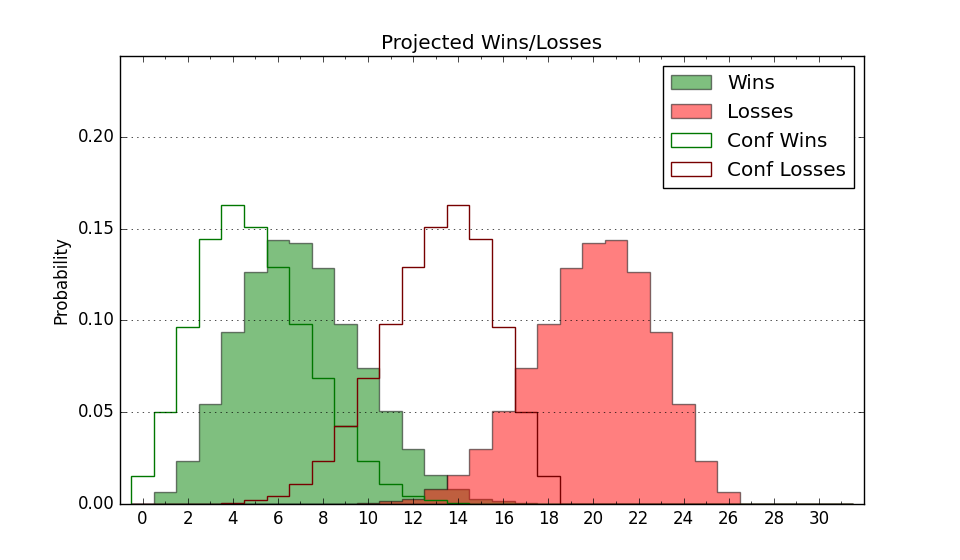 Projected Wins/Losses
Wins
Losses
Conf Wins
Conf Losses
Probability
0.20
0.15
0.10
0.05
0.00
0 2 4 6 8 10 12 14 16 18 20 22 24 26 28 30